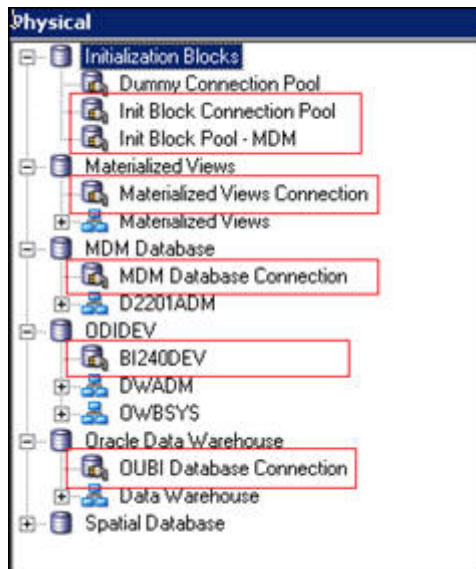 Physical
Initialization Blocks
Dummy Connection Pool
Init Block Connection Pool
Init Block Pool - MDM
Materialized Views
Materialized Views Connection
Materialized Views
MDM Database
MDM Database Connection
D2201ADM
ODIDEV
BI240DEV
DWADM
OWBSYS
Oracle Data Warehouse
OUBI Database Connection
Data Warehouse
Spatial Database